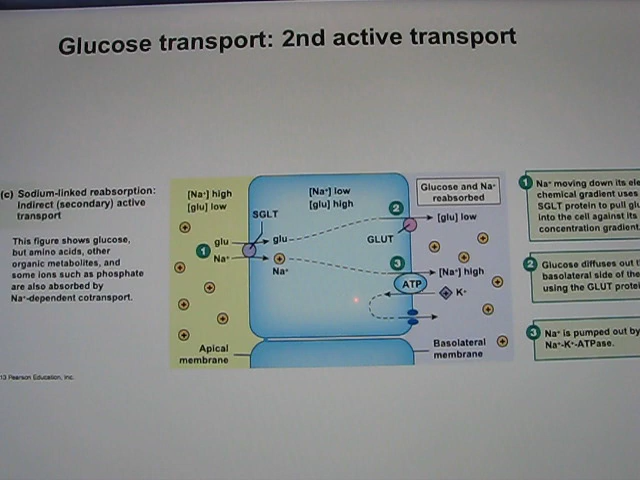 Glucose transport: 2nd active transport
(c) Sodium-linked reabsorption:
Indirect (secondary) active
transport
This figure shows glucose,
but amino acids, other
organic metabolites, and
some ions such as phosphate
are also absorbed by
Na⁺-dependent cotransport.
[Na⁺] high
[glu] low
[Na⁺] low
[glu] high
Glucose and Na⁺
reabsorbed
SGLT
2
[glu] low
1
glu
glu
GLUT
Na⁺
Na⁺
3
[Na⁺] high
ATP
K⁺
Apical
membrane
Basolateral
membrane
1
Na⁺ moving down its
chemical gradient uses
SGLT protein to pull
into the cell against its
concentration gradient
2
Glucose diffuses out
basolateral side of the
using the GLUT
3
Na⁺ is pumped out by
Na⁺-K⁺-ATPase.
13 Pearson Education, Inc.